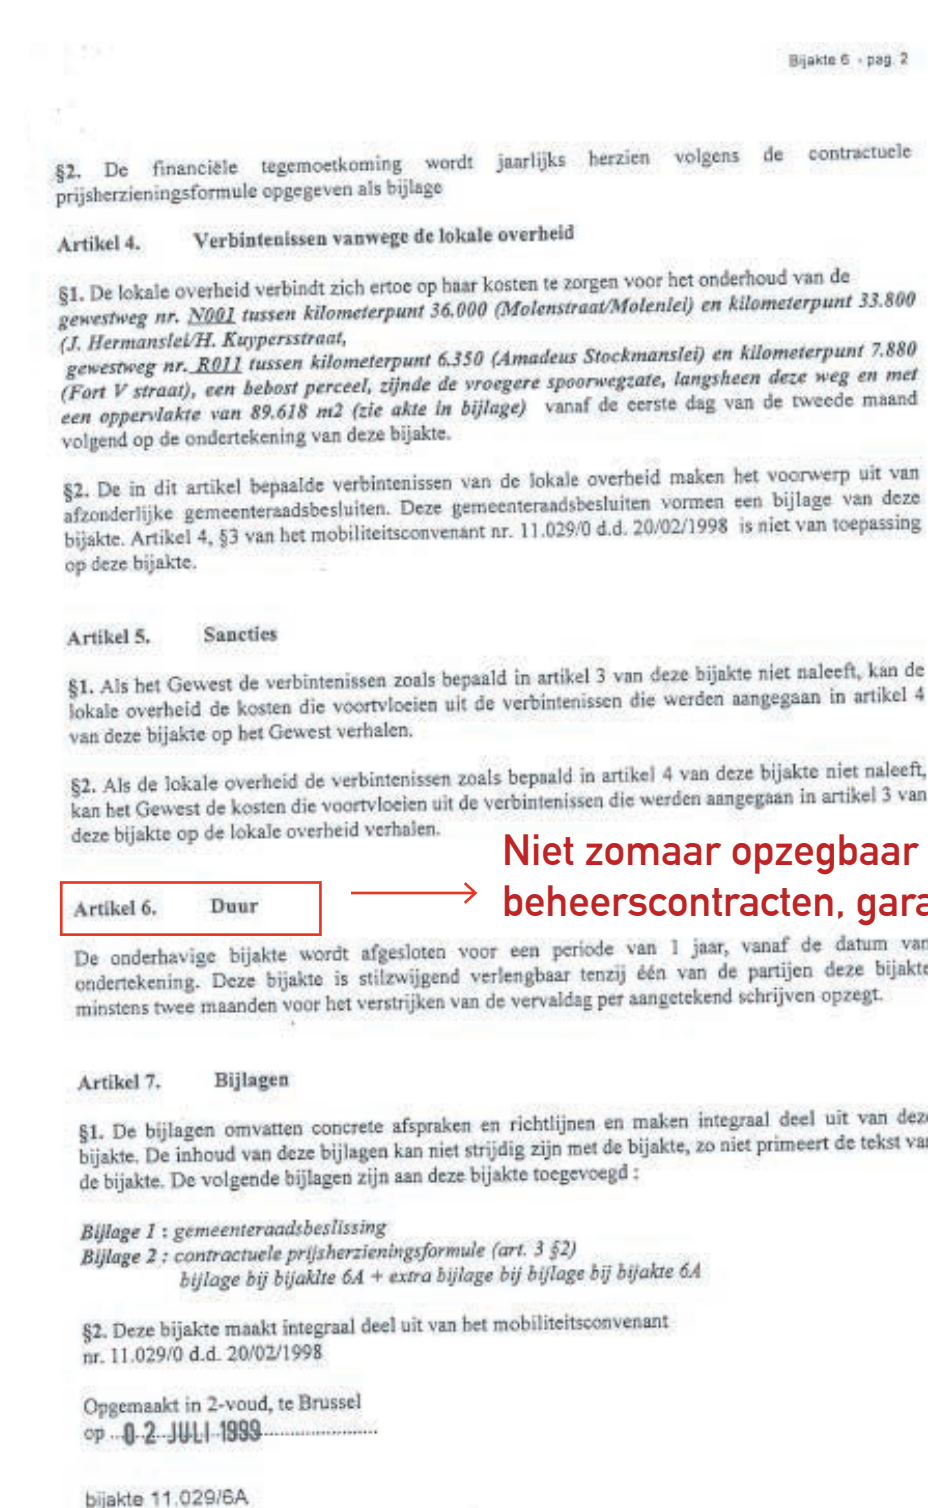 Bijakte 6 - pag. 2
§2. De financiële tegemoetkoming wordt jaarlijks herzien volgens de contractuele
prijsherzieningsformule opgegeven als bijlage
Artikel 4. Verbintenissen vanwege de lokale overheid
§1. De lokale overheid verbindt zich ertoe op haar kosten te zorgen voor het onderhoud van de
gewestweg nr. N001 tussen kilometerpunt 36.000 (Molenstraat/Molenlei) en kilometerpunt 33.800
(J. Hermanslei/H. Kuypersstraat,
gewestweg nr. R011 tussen kilometerpunt 6.350 (Amadeus Stockmanslei) en kilometerpunt 7.880
(Fort V straat), een bebost perceel, zijnde de vroegere spoorwegzate, langsheen deze weg en met
een oppervlakte van 89.618 m2 (zie akte in bijlage) vanaf de eerste dag van de tweede maand
volgend op de ondertekening van deze bijakte.
§2. De in dit artikel bepaalde verbintenissen van de lokale overheid maken het voorwerp uit van
afzonderlijke gemeenteraadsbesluiten. Deze gemeenteraadsbesluiten vormen een bijlage van deze
bijakte. Artikel 4, §3 van het mobiliteitsconvenant nr. 11.029/0 d.d. 20/02/1998 is niet van toepassing
op deze bijakte.
Artikel 5. Sancties
§1. Als het Gewest de verbintenissen zoals bepaald in artikel 3 van deze bijakte niet naleeft, kan de
lokale overheid de kosten die voortvloeien uit de verbintenissen die werden aangegaan in artikel 4
van deze bijakte op het Gewest verhalen.
§2. Als de lokale overheid de verbintenissen zoals bepaald in artikel 4 van deze bijakte niet naleeft,
kan het Gewest de kosten die voortvloeien uit de verbintenissen die werden aangegaan in artikel 3 van
deze bijakte op de lokale overheid verhalen.
Niet zomaar opzegbaar
beheerscontracten, gara
Artikel 6. Duur
De onderhavige bijakte wordt afgesloten voor een periode van 1 jaar, vanaf de datum van
ondertekening. Deze bijakte is stilzwijgend verlengbaar tenzij één van de partijen deze bijakte
minstens twee maanden voor het verstrijken van de vervaldag per aangetekend schrijven opzegt.
Artikel 7. Bijlagen
§1. De bijlagen omvatten concrete afspraken en richtlijnen en maken integraal deel uit van deze
bijakte. De inhoud van deze bijlagen kan niet strijdig zijn met de bijakte, zo niet primeert de tekst van
de bijakte. De volgende bijlagen zijn aan deze bijakte toegevoegd :
Bijlage 1 : gemeenteraadsbeslissing
Bijlage 2 : contractuele prijsherzieningsformule (art. 3 §2)
bijlage bij bijaklte 6A + extra bijlage bij bijlage bij bijakte 6A
§2. Deze bijakte maakt integraal deel uit van het mobiliteitsconvenant
nr. 11.029/0 d.d. 20/02/1998
Opgemaakt in 2-voud, te Brussel
op ..0 2 JULI 1999......................
bijakte 11.029/6A